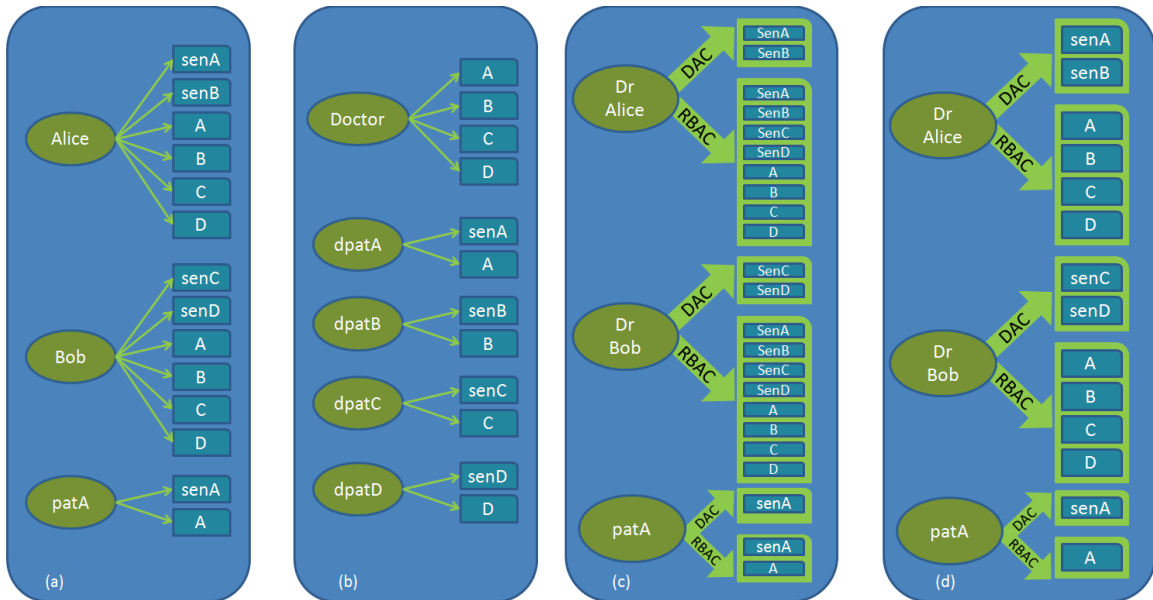 Alice
senA
senB
A
B
C
D
Bob
senC
senD
A
B
C
D
patA
senA
A
(a)
Doctor
A
B
C
D
dpatA
senA
A
dpatB
senB
B
dpatC
senC
C
dpatD
senD
D
(b)
Dr
Alice
DAC
SenA
SenB
RBAC
SenA
SenB
SenC
SenD
A
B
C
D
Dr
Bob
DAC
SenC
SenD
RBAC
SenA
SenB
SenC
SenD
A
B
C
D
patA
DAC
senA
RBAC
senA
A
(c)
Dr
Alice
DAC
senA
senB
RBAC
A
B
C
D
Dr
Bob
DAC
senC
senD
RBAC
A
B
C
D
patA
DAC
senA
RBAC
A
(d)